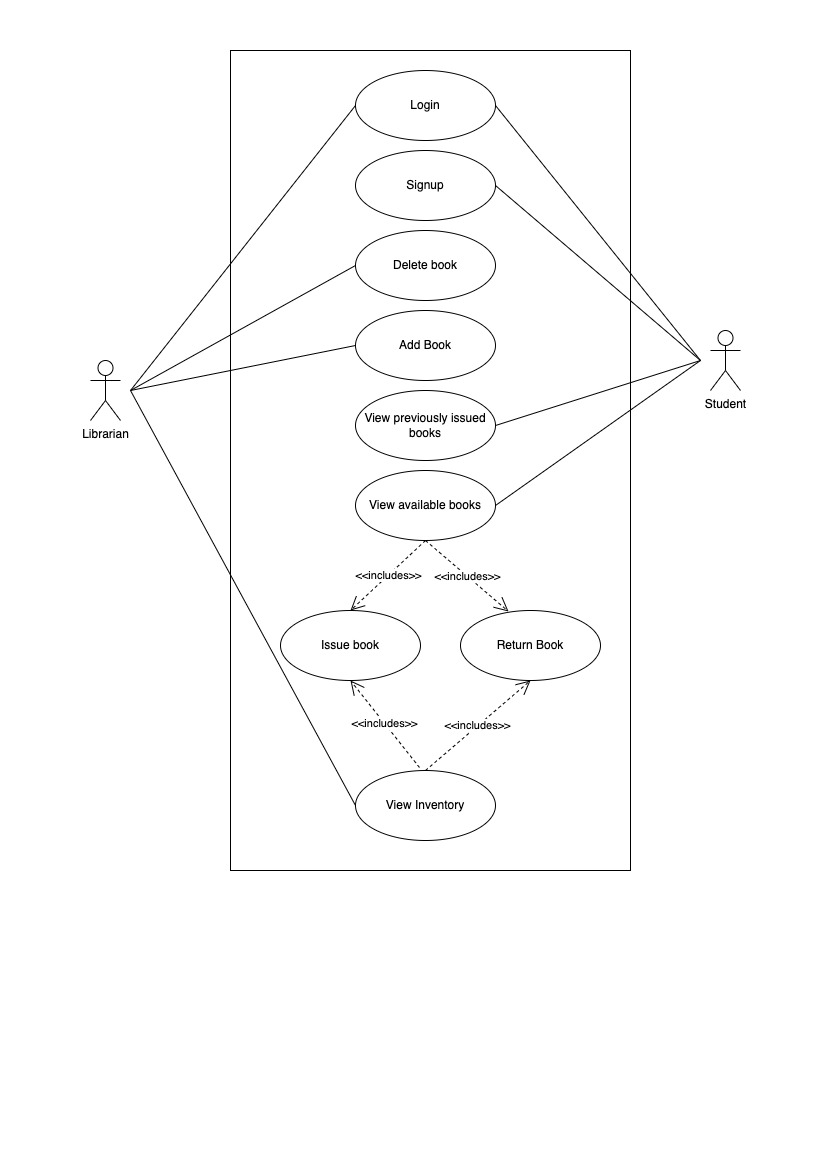 Login
Signup
Delete book
Add Book
Librarian
Student
View previously issued
books
View available books
<<includes>>
<<includes>>
Issue book
Return Book
<<includes>>
<<includes>>
View Inventory